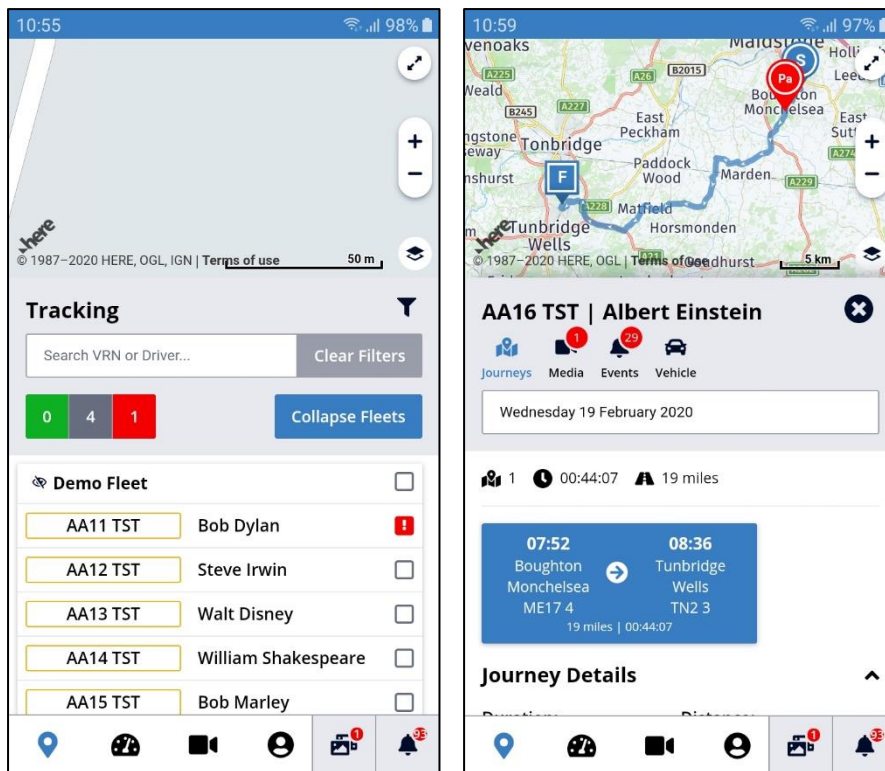 10:55
98%
here
© 1987–2020 HERE, OGL, IGN | Terms of use
50 m
Tracking
Search VRN or Driver...
Clear Filters
0
4
1
Collapse Fleets
Demo Fleet
AA11 TST
Bob Dylan
AA12 TST
Steve Irwin
AA13 TST
Walt Disney
AA14 TST
William Shakespeare
AA15 TST
Bob Marley
1
93
10:59
97%
venoaks
Maidstone
S
A225
A26
B2015
Pa
Weald
B245
A227
East
Peckham
Tonbridge
Paddock
Wood
Marden
A229
A274
nshurst
F
A228
Matfield
Tunbridge
Wells
Horsmonden
here
© 1987–2020 HERE, OGL | Terms of use
5 km
AA16 TST | Albert Einstein
1
29
Journeys
Media
Events
Vehicle
Wednesday 19 February 2020
1
00:44:07
19 miles
07:52
08:36
Boughton
Monchelsea
ME17 4
Tunbridge
Wells
TN2 3
19 miles | 00:44:07
Journey Details
1
93